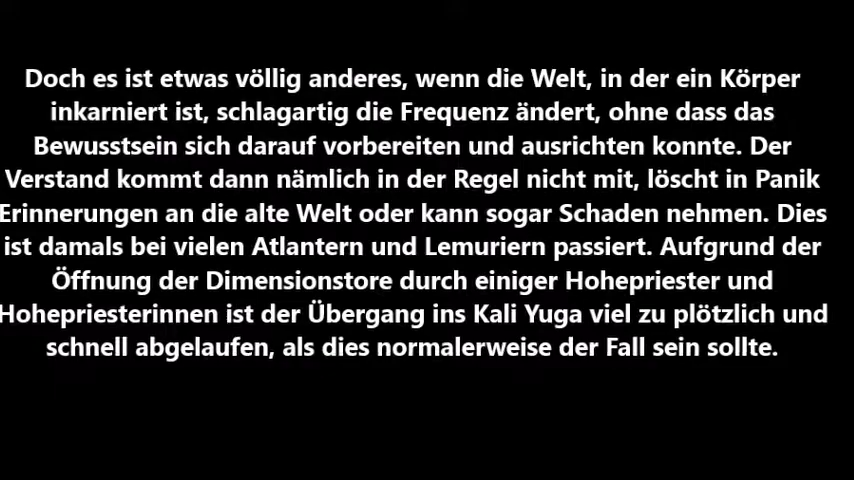 Doch es ist etwas völlig anderes, wenn die Welt, in der ein Körper
inkarniert ist, schlagartig die Frequenz ändert, ohne dass das
Bewusstsein sich darauf vorbereiten und ausrichten konnte. Der
Verstand kommt dann nämlich in der Regel nicht mit, löscht in Panik
Erinnerungen an die alte Welt oder kann sogar Schaden nehmen. Dies
ist damals bei vielen Atlantern und Lemuriern passiert. Aufgrund der
Öffnung der Dimensionstore durch einiger Hohepriester und
Hohepriesterinnen ist der Übergang ins Kali Yuga viel zu plötzlich und
schnell abgelaufen, als dies normalerweise der Fall sein sollte.